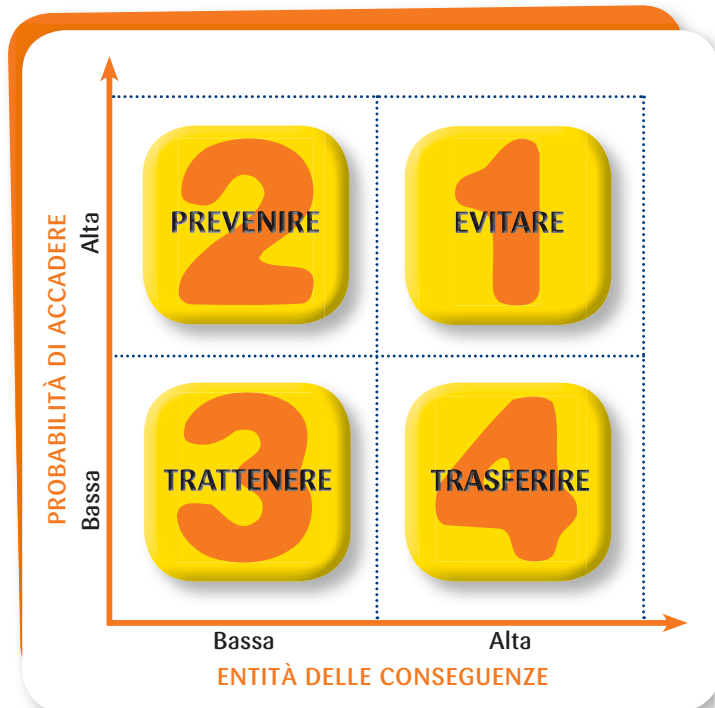 PROBABILITÀ DI ACCADERE
Alta
Bassa
2
PREVENIRE
1
EVITARE
3
TRATTENERE
4
TRASFERIRE
Bassa
Alta
ENTITÀ DELLE CONSEGUENZE